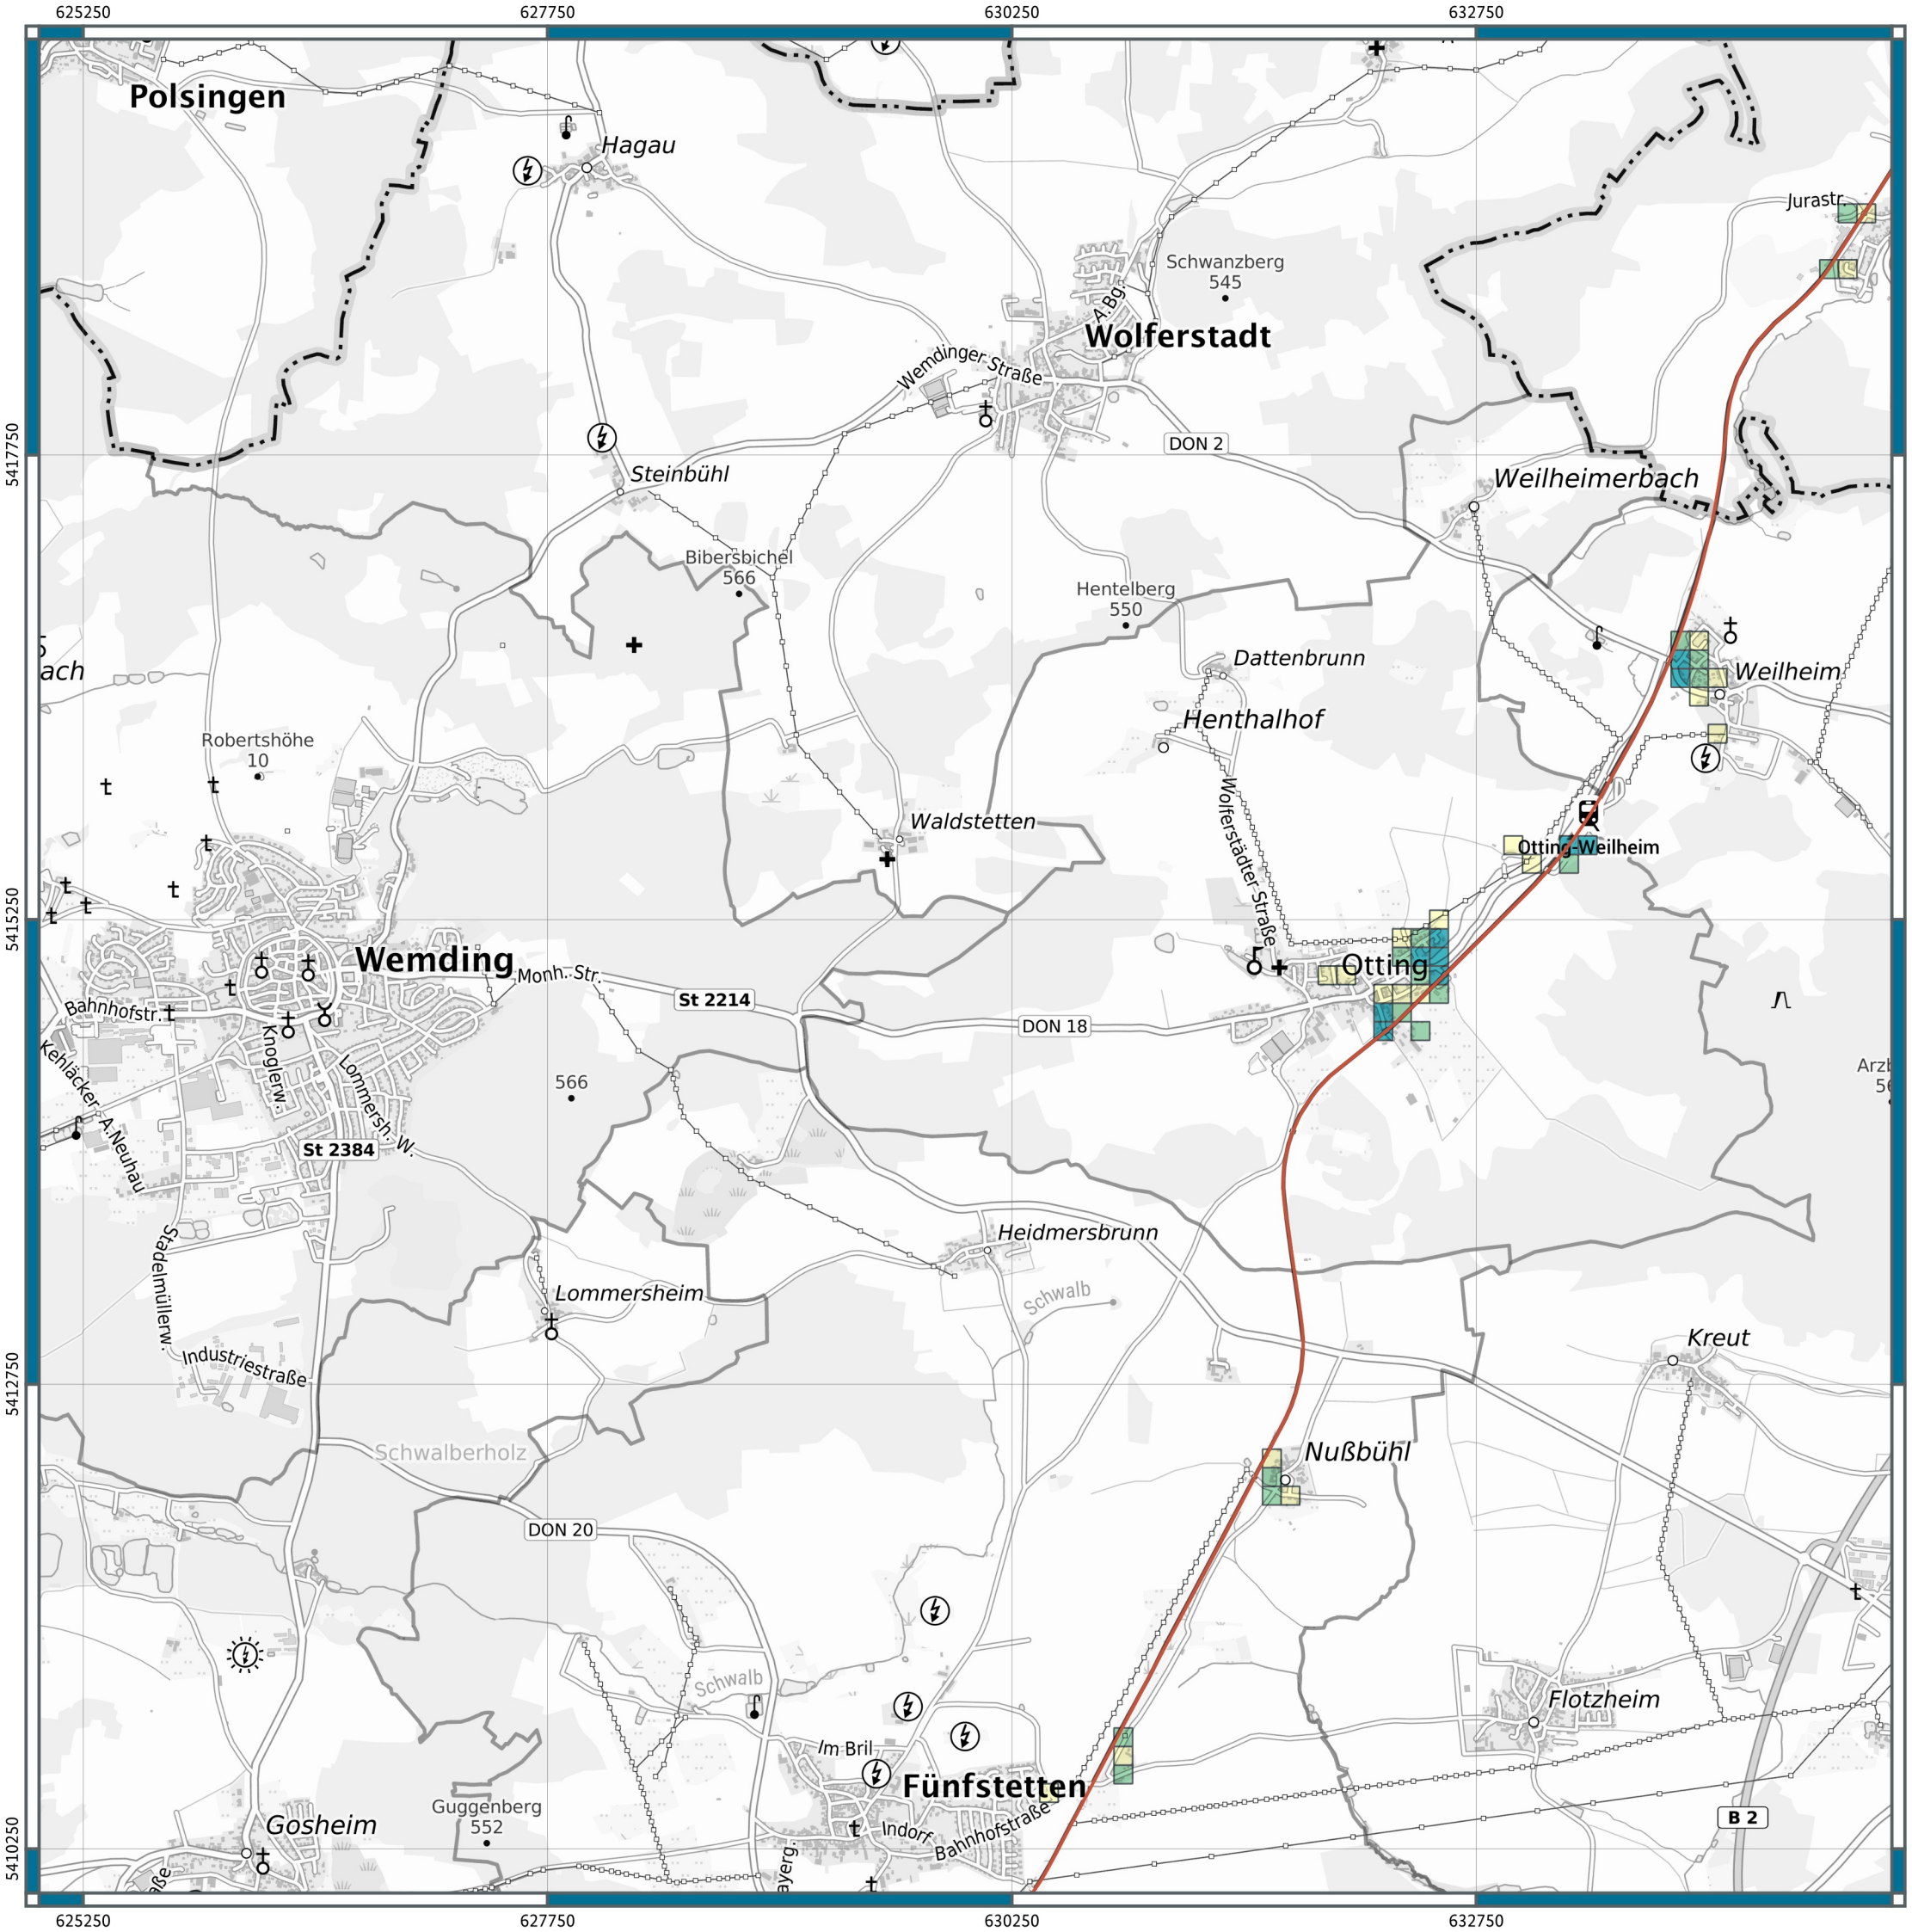 625250
627750
630250
632750
Polsingen
Hagau
Jurastr.
Schwanzberg
545
A.Bg.
Wolferstadt
Wemdinger Straße
DON 2
5417750
Steinbühl
Weilheimerbach
Bibersbichel
566
Hentelberg
550
ach
Dattenbrunn
Weilheim
Henthalhof
Robertshöhe
10
Wolferstädter Straße
Waldstetten
Otting-Weilheim
5415250
Wemding
Monh. Str.
Otting
St 2214
Bahnhofstr.
DON 18
Knoglerw.
Kehläcker
A.Neuhau
Lommersh. W.
566
Arzb
56
St 2384
Stadelmüllerw.
Heidmersbrunn
Lommersheim
Schwalb
Kreut
Industriestraße
5412750
Schwalberholz
Nußbühl
DON 20
Schwalb
Flotzheim
Im Bril
Fünfstetten
Guggenberg
552
B 2
Gosheim
Indorf
Bahnhofstraße
5410250
aße
ayerg.
625250
627750
630250
632750